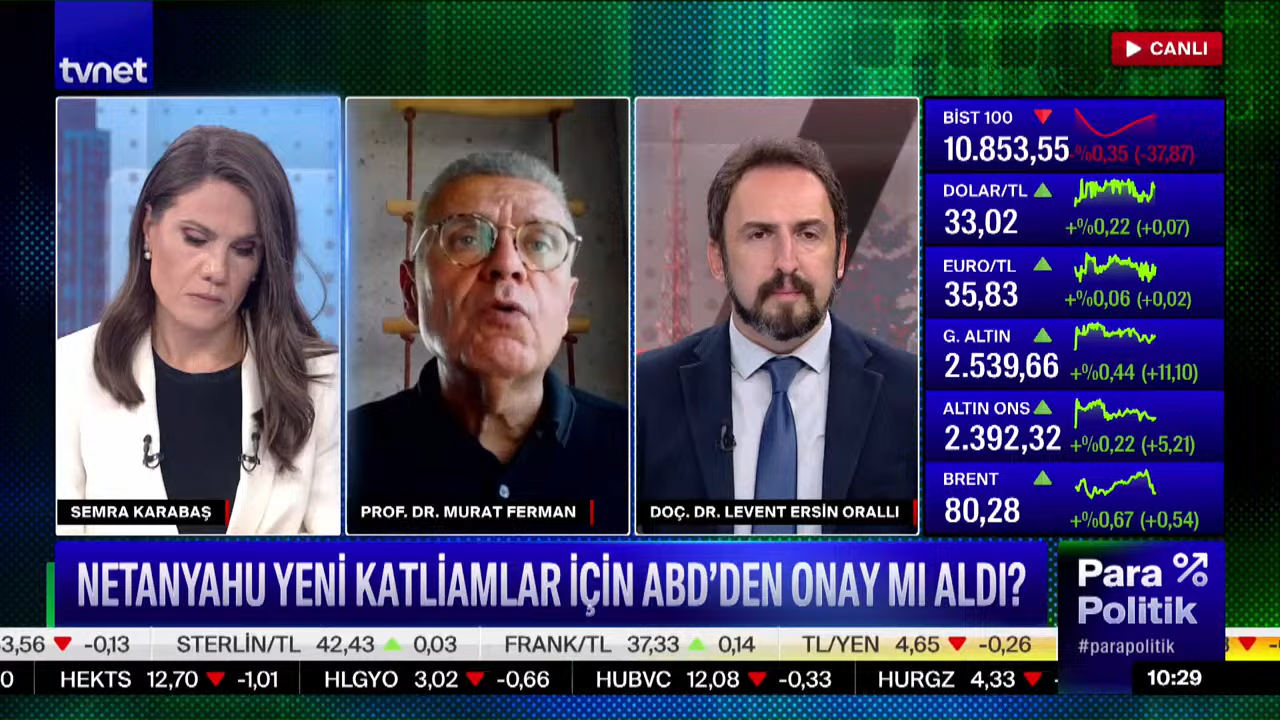 tvnet
CANLI
BİST 100
10.853,55
-%0,35 (-37,87)
DOLAR/TL
33,02
+%0,22 (+0,07)
EURO/TL
35,83
+%0,06 (+0,02)
G. ALTIN
2.539,66
+%0,44 (+11,10)
ALTIN ONS
2.392,32
+%0,22 (+5,21)
BRENT
80,28
+%0,67 (+0,54)
SEMRA KARABAŞ
PROF. DR. MURAT FERMAN
DOÇ. DR. LEVENT ERSİN ORALLI
NETANYAHU YENİ KATLİAMLAR İÇİN ABD'DEN ONAY MI ALDI?
Para %
Politik
#parapolitik
3,56 -0,13 STERLİN/TL 42,43 0,03 FRANK/TL 37,33 0,14 TL/YEN 4,65 -0,26
0 HEKTS 12,70 -1,01 HLGYO 3,02 -0,66 HUBVC 12,08 -0,33 HURGZ 4,33 -
10:29